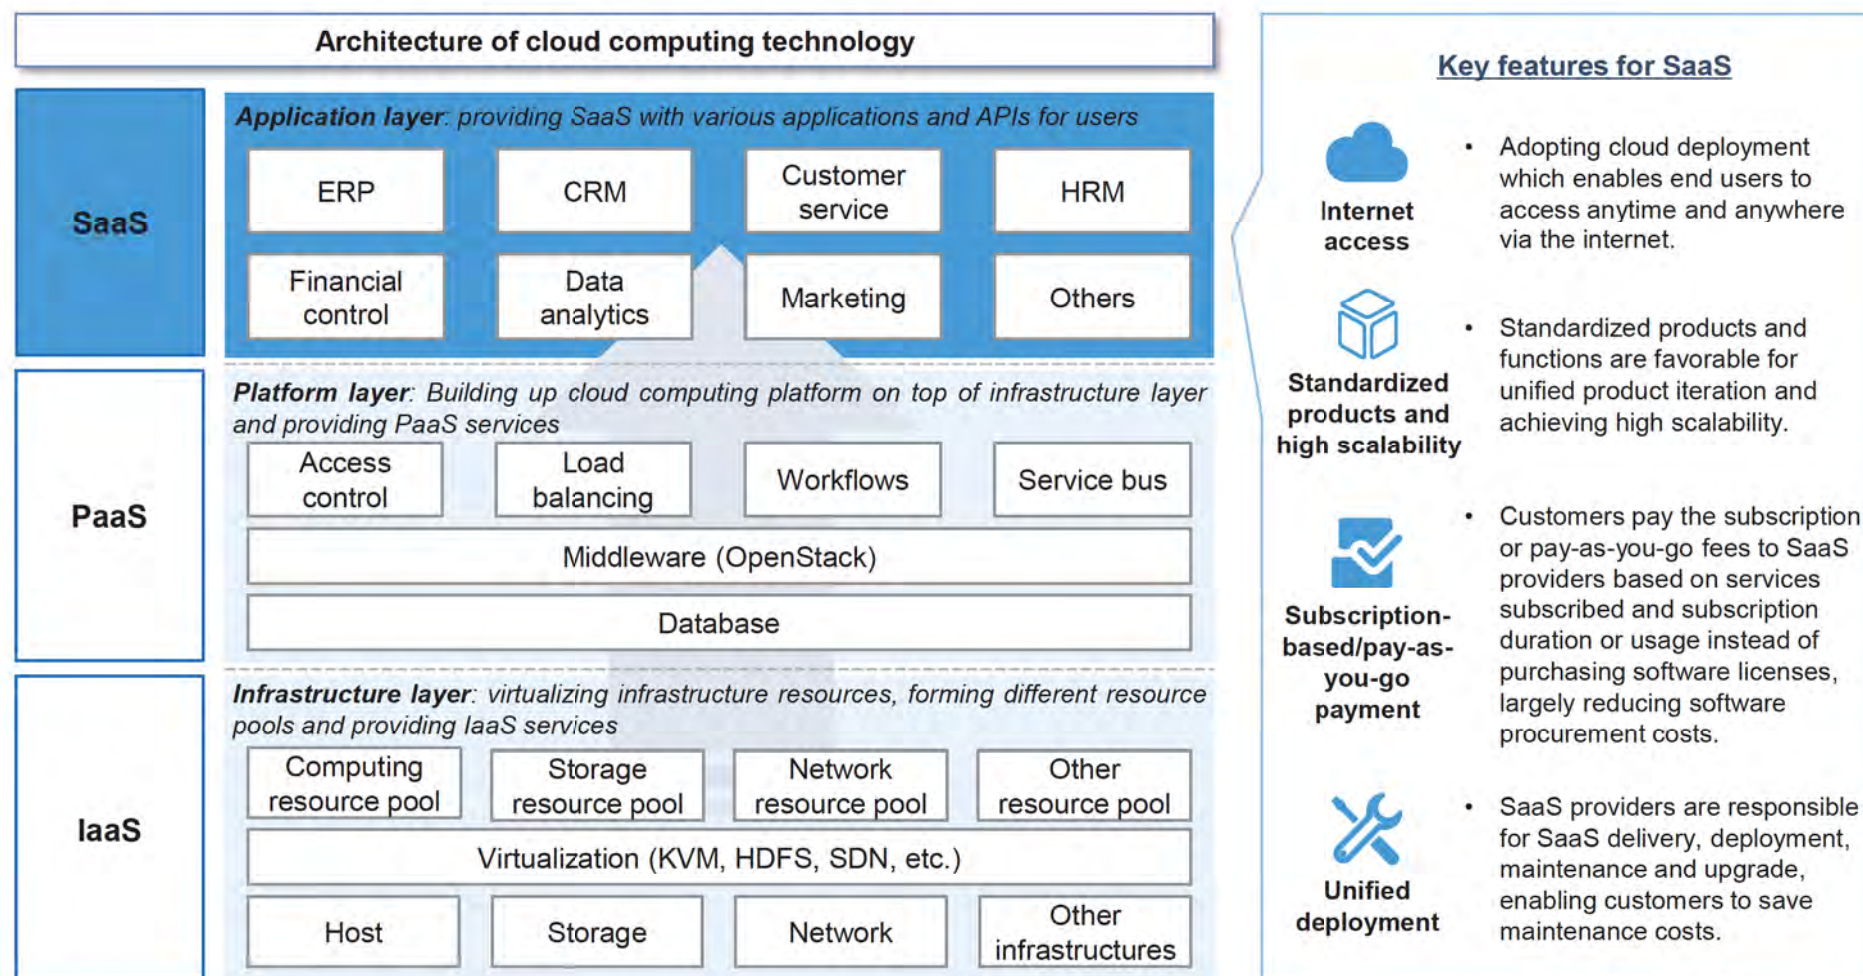 Architecture of cloud computing technology
SaaS
Application layer: providing SaaS with various applications and APIs for users
ERP
CRM
Customer
service
HRM
Financial
control
Data
analytics
Marketing
Others
PaaS
Platform layer: Building up cloud computing platform on top of infrastructure layer
and providing PaaS services
Access
control
Load
balancing
Workflows
Service bus
Middleware (OpenStack)
Database
IaaS
Infrastructure layer: virtualizing infrastructure resources, forming different resource
pools and providing IaaS services
Computing
resource pool
Storage
resource pool
Network
resource pool
Other
resource pool
Virtualization (KVM, HDFS, SDN, etc.)
Host
Storage
Network
Other
infrastructures
Key features for SaaS
Internet
access
• Adopting cloud deployment
which enables end users to
access anytime and anywhere
via the internet.
Standardized
products and
high scalability
• Standardized products and
functions are favorable for
unified product iteration and
achieving high scalability.
Subscription-
based/pay-as-
you-go
payment
• Customers pay the subscription
or pay-as-you-go fees to SaaS
providers based on services
subscribed and subscription
duration or usage instead of
purchasing software licenses,
largely reducing software
procurement costs.
Unified
deployment
• SaaS providers are responsible
for SaaS delivery, deployment,
maintenance and upgrade,
enabling customers to save
maintenance costs.